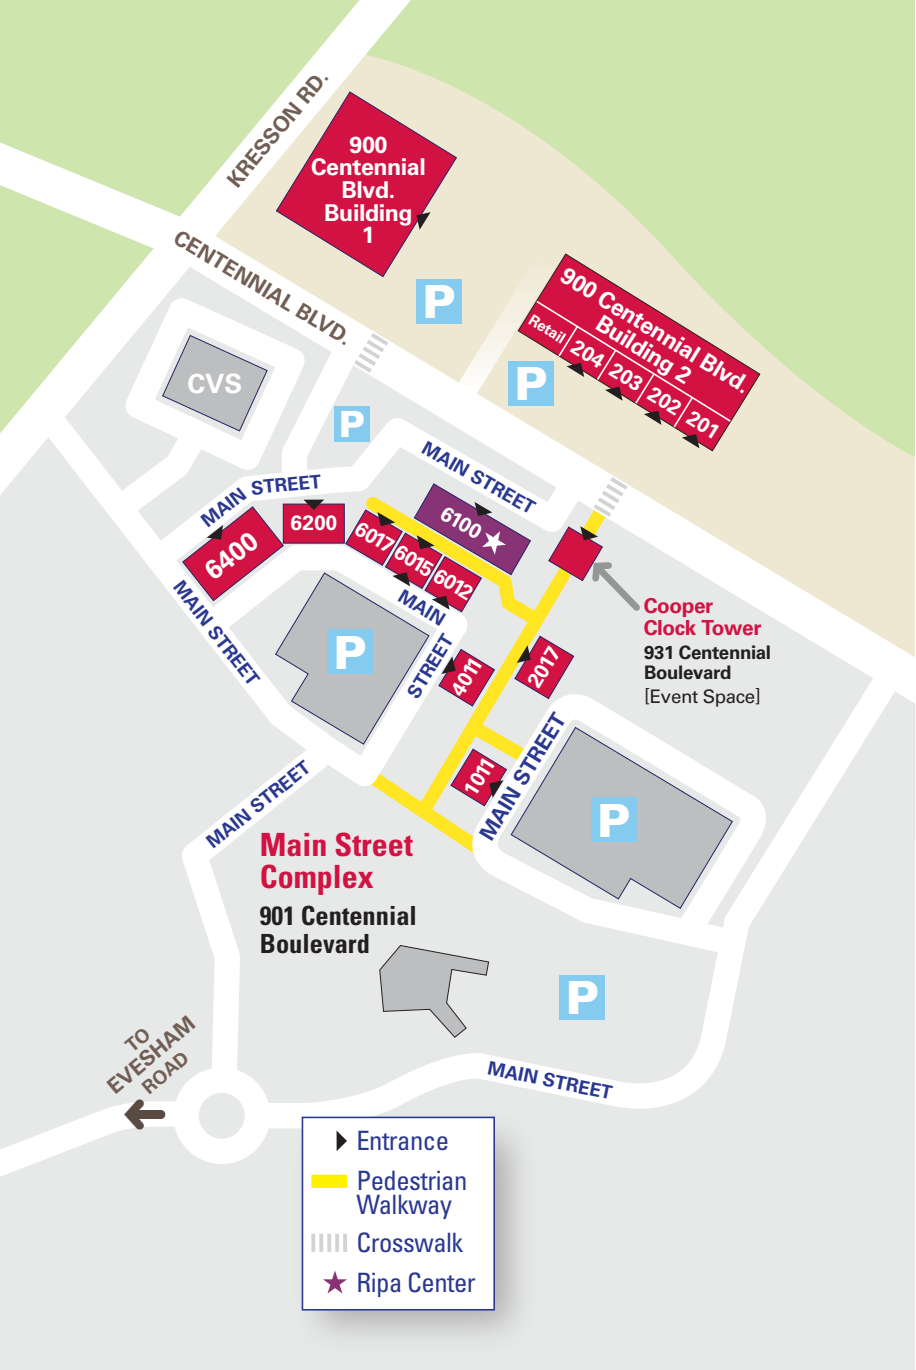 KRESSON RD.
900
Centennial
Blvd.
Building
1
CENTENNIAL BLVD.
P
900 Centennial Blvd.
Building 2
Retail
204
203
202
201
P
CVS
P
MAIN STREET
MAIN STREET
6100
6200
6017
6015
6012
6400
MAIN
STREET
MAIN STREET
P
Cooper
Clock Tower
931 Centennial
Boulevard
[Event Space]
4011
2017
1011
MAIN STREET
MAIN STREET
P
Main Street
Complex
901 Centennial
Boulevard
P
TO
EVESHAM
ROAD
MAIN STREET
Entrance
Pedestrian
Walkway
Crosswalk
Ripa Center